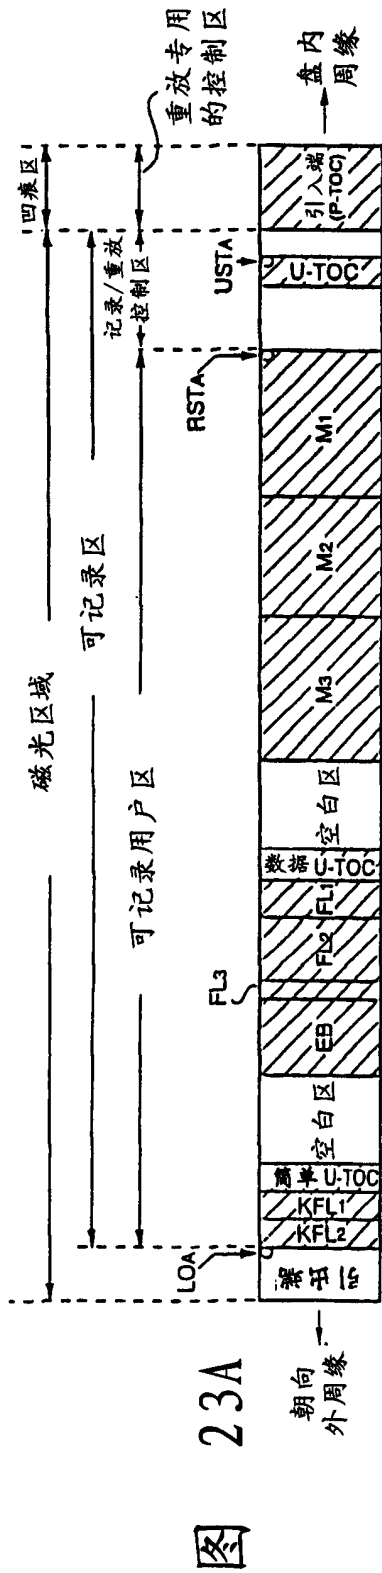 磁光区域
凹痕区
可记录区
记录/重放
控制区
重放专用
的控制区
可记录用户区
LOA
FL3
RSTA
USTA
朝向
外周缘
引出端
KFL2
KFL1
简单 U-TOC
空白区
EB
FL2
FL1
数据 U-TOC
空白区
M3
M2
M1
U-TOC
引入端
(P-TOC)
盘内
周缘
图 23A